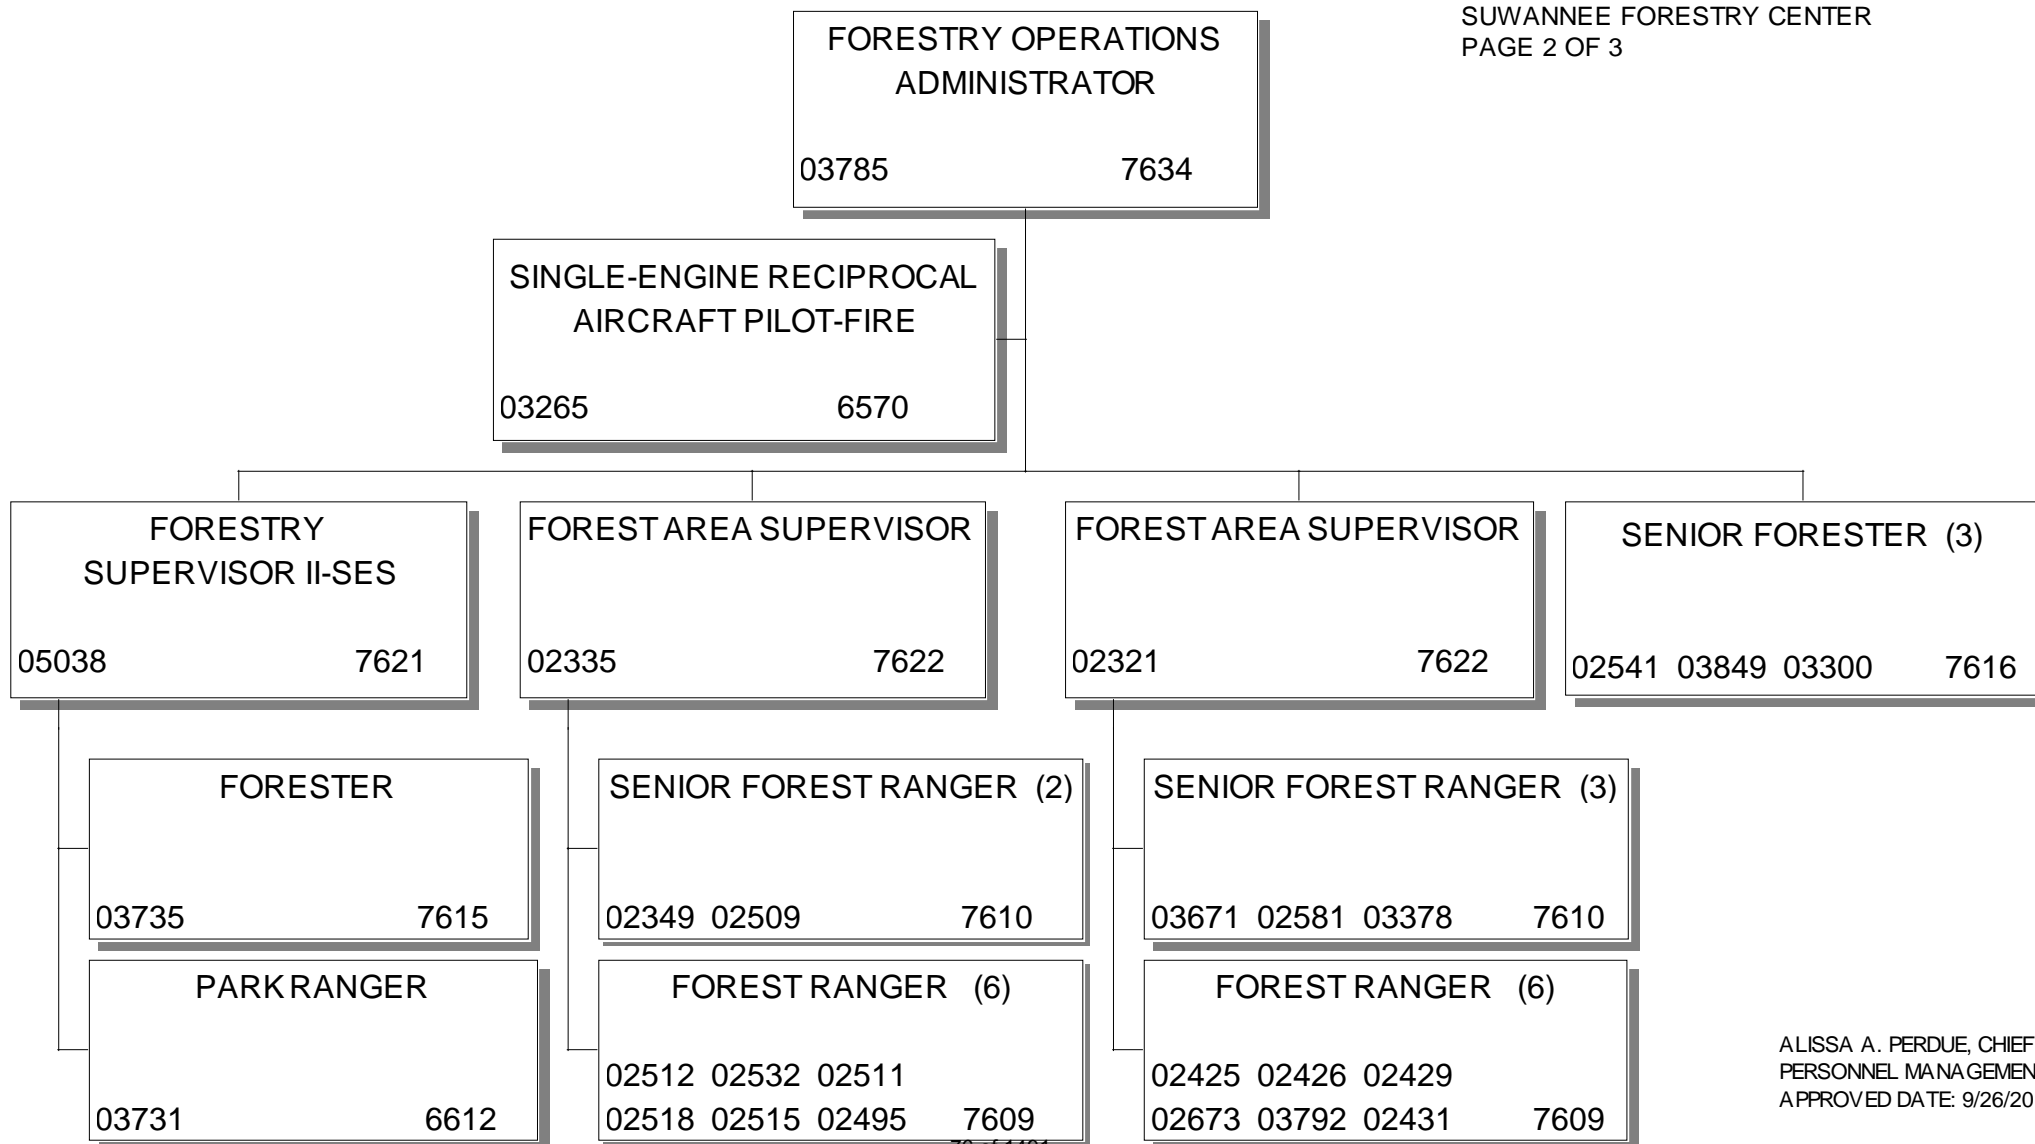 SUWANNEE FORESTRY CENTER
PAGE 2 OF 3
FORESTRY OPERATIONS
ADMINISTRATOR
03785 7634
SINGLE-ENGINE RECIPROCAL
AIRCRAFT PILOT-FIRE
03265 6570
FORESTRY
SUPERVISOR II-SES
05038 7621
FOREST AREA SUPERVISOR
02335 7622
FOREST AREA SUPERVISOR
02321 7622
SENIOR FORESTER (3)
02541 03849 03300 7616
FORESTER
03735 7615
SENIOR FOREST RANGER (2)
02349 02509 7610
SENIOR FOREST RANGER (3)
03671 02581 03378 7610
PARK RANGER
03731 6612
FOREST RANGER (6)
02512 02532 02511
02518 02515 02495 7609
FOREST RANGER (6)
02425 02426 02429
02673 03792 02431 7609
ALISSA A. PERDUE, CHIEF
PERSONNEL MANAGEMEN
APPROVED DATE: 9/26/20